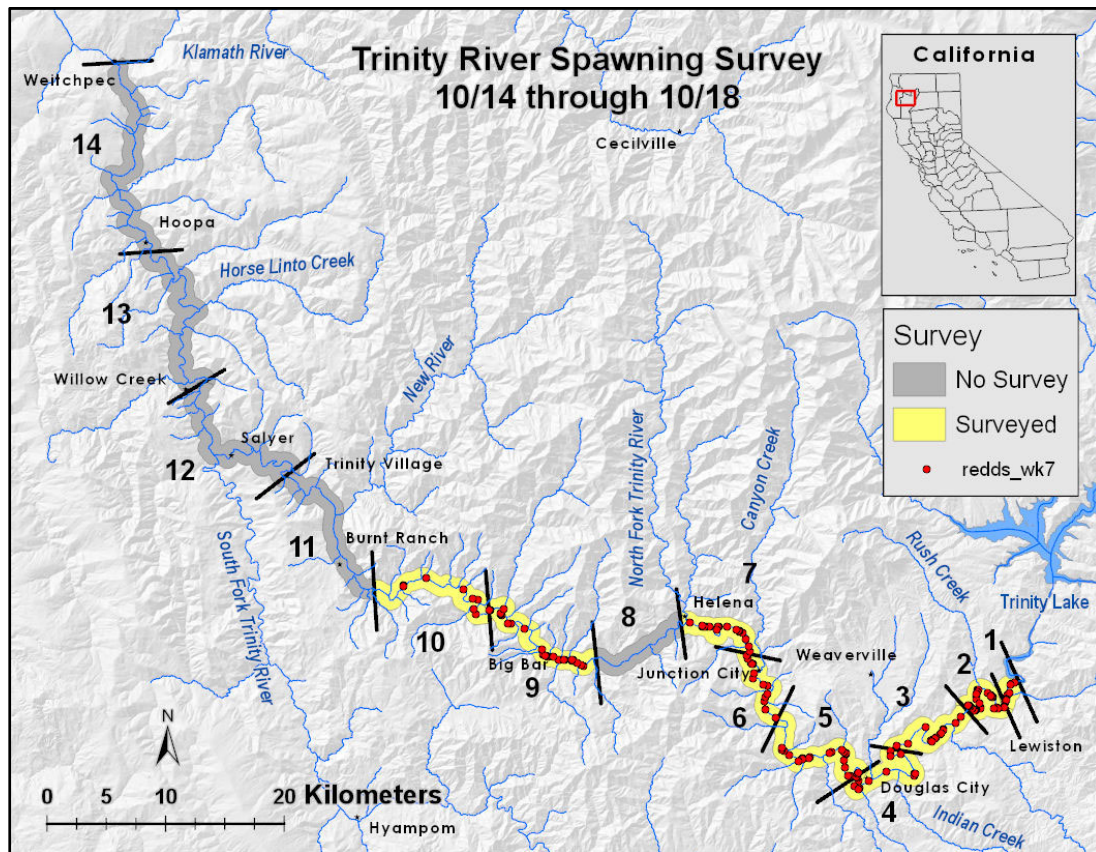 Trinity River Spawning Survey
10/14 through 10/18
California
Klamath River
Weitchpec
Cecilville
14
Hoopa
Horse Linto Creek
13
Willow Creek
New River
Survey
No Survey
Surveyed
redds_wk7
Salyer
12
Trinity Village
North Fork Trinity River
Canyon Creek
11
Burnt Ranch
South Fork Trinity River
Rush Creek
Trinity Lake
7
Helena
8
10
Big Bar
9
Junction City
Weaverville
1
2
3
6
5
Lewiston
Douglas City
4
Indian Creek
N
0 5 10 20 Kilometers
Hyampom